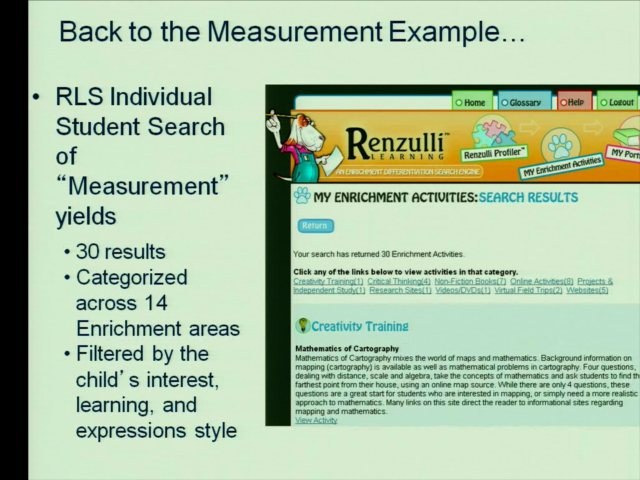 Back to the Measurement Example…
• RLS Individual
Student Search
of
“Measurement”
yields
• 30 results
• Categorized
across 14
Enrichment areas
• Filtered by the
child’s interest,
learning, and
expressions style
Home Glossary Help Logout
Renzulli™
LEARNING
AN ENRICHMENT DIFFERENTIATION SEARCH ENGINE
Renzulli Profiler™
MY Enrichment Activities
MY
MY ENRICHMENT ACTIVITIES: SEARCH RESULTS
Return
Your search has returned 30 Enrichment Activities.
Click any of the links below to view activities in that category.
Creativity Training(1) Critical Thinking(4) Non-Fiction Books(7) Online Activities(8) Projects &
Independent Study(1) Research Sites(1) Videos/DVDs(1) Virtual Field Trips(2) Websites(5)
Creativity Training
Mathematics of Cartography
Mathematics of Cartography mixes the world of maps and mathematics. Background information on
mapping (cartography) is available as well as mathematical problems in cartography. Four questions,
dealing with distance, scale and algebra, take the concepts of mathematics and ask students to find th
farthest point from their house, using an online map source. While there are only 4 questions, these
questions are a great start for students who are interested in mapping, or simply need a more realistic
approach to mathematics. Many links on this site direct the reader to informational sites regarding
mapping and mathematics.
View Activity